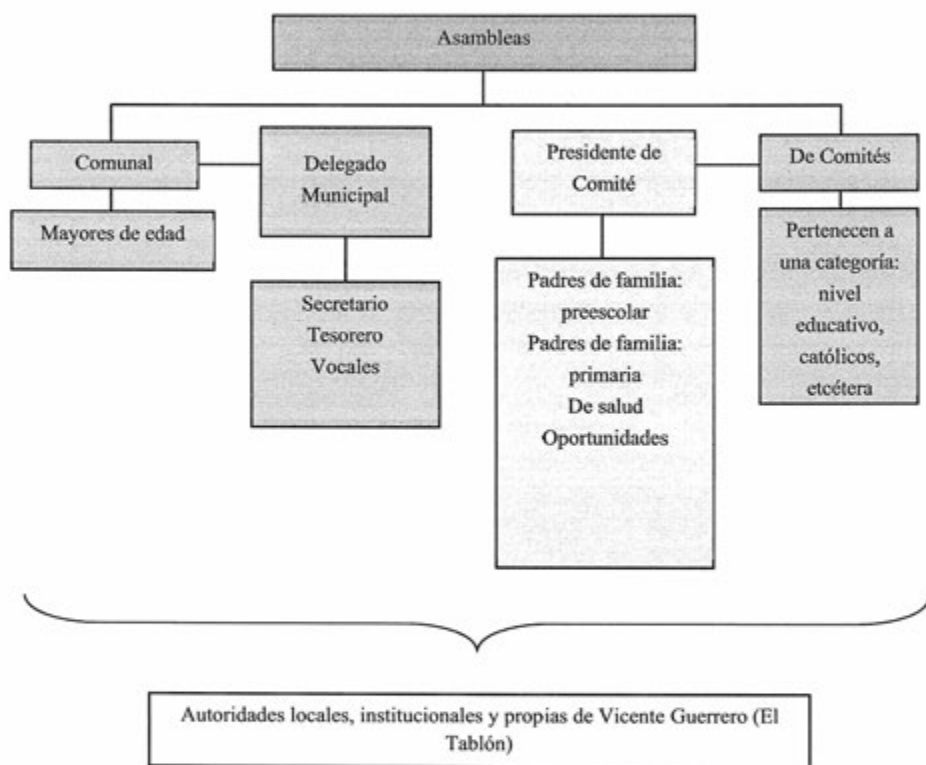 Asambleas
Comunal
Delegado
Municipal
Presidente de
Comité
De Comités
Mayores de edad
Secretario
Tesorero
Vocales
Padres de familia:
preescolar
Padres de familia:
primaria
De salud
Oportunidades
Pertenecen a
una categoría:
nivel
educativo,
católicos,
etcétera
Autoridades locales, institucionales y propias de Vicente Guerrero (El
Tablón)